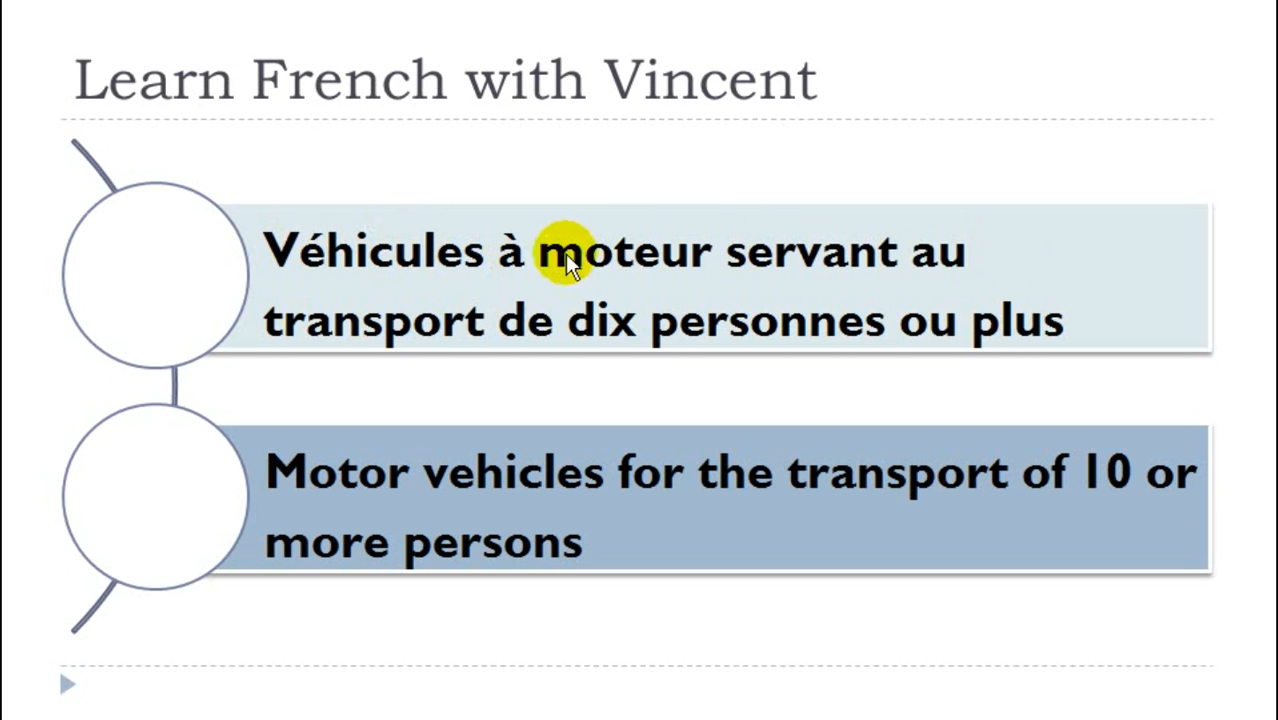 Learn French with Vincent
Véhicules à moteur servant au
transport de dix personnes ou plus
Motor vehicles for the transport of 10 or
more persons